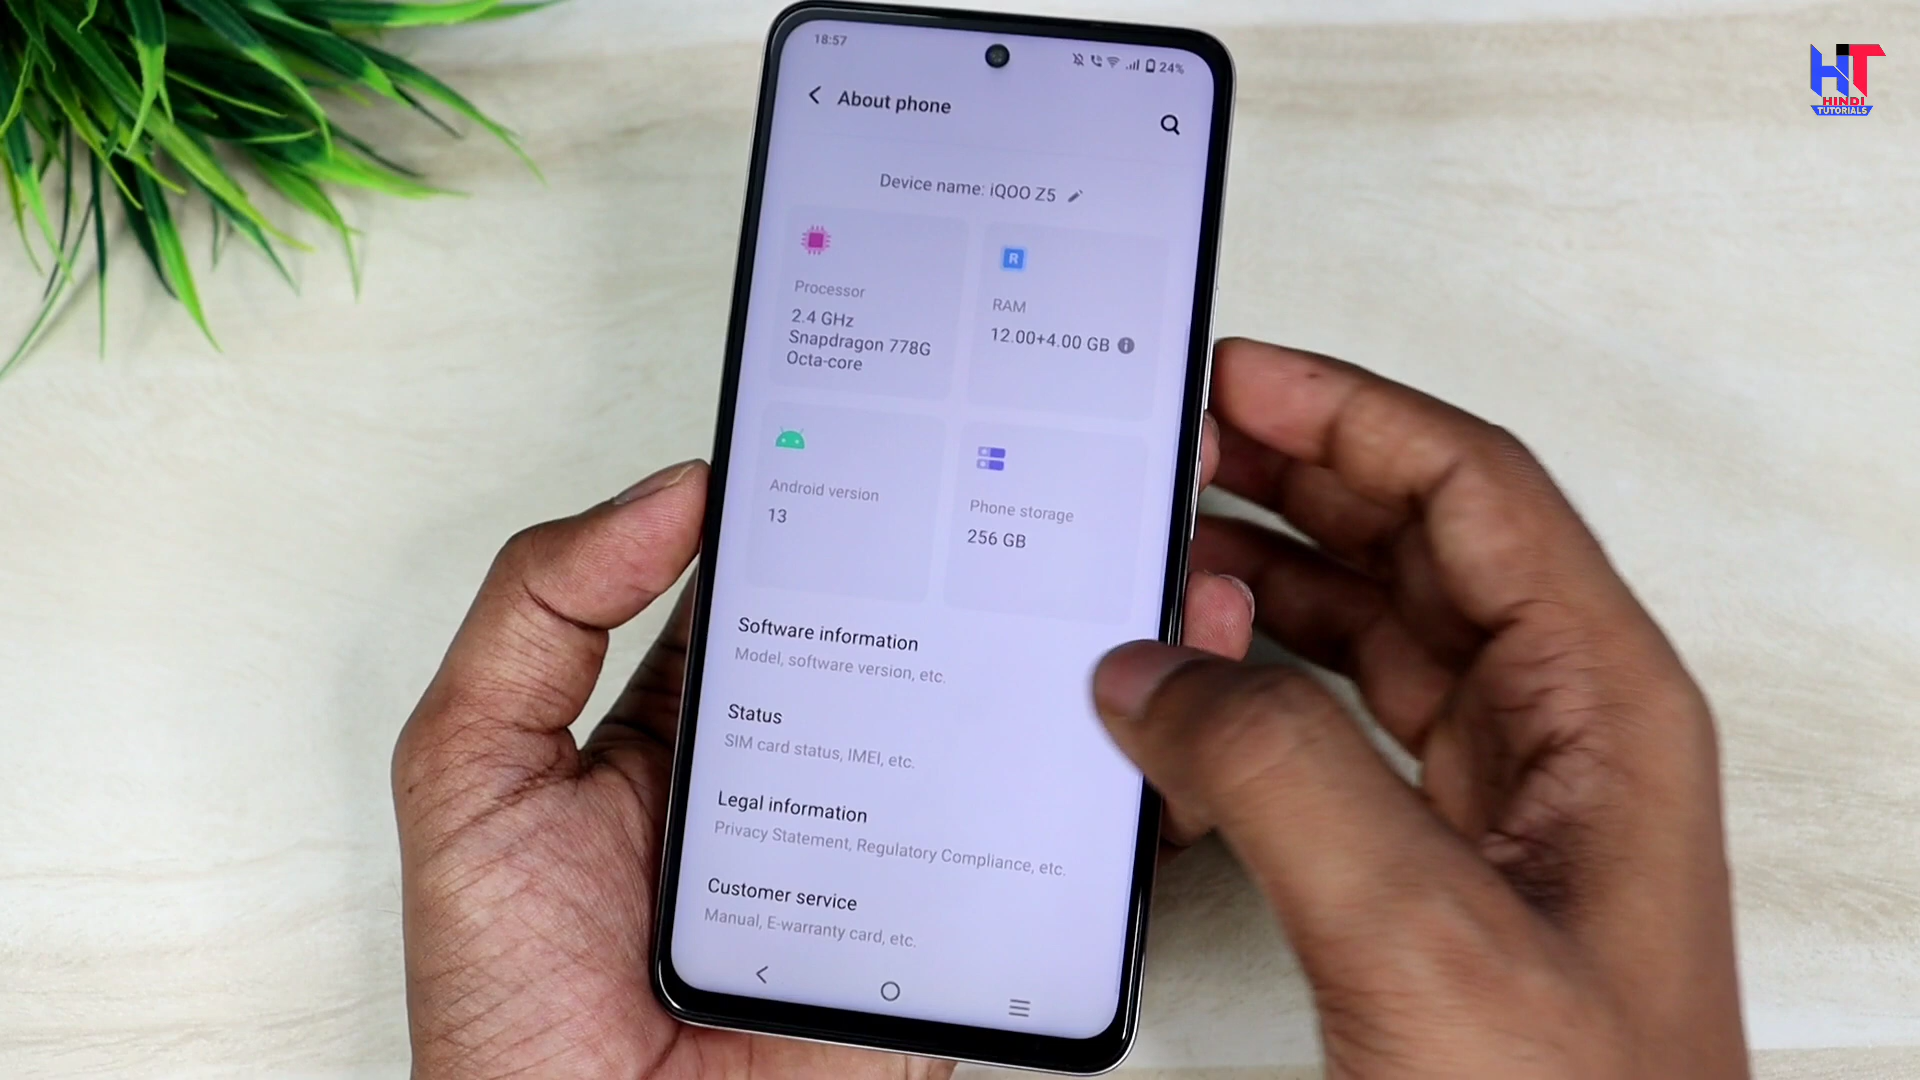 18:57
24%
HT
HINDI
TUTORIALS
About phone
Device name: iQOO Z5
Processor
2.4 GHz
Snapdragon 778G
Octa-core
R
RAM
12.00+4.00 GB
Android version
13
Phone storage
256 GB
Software information
Model, software version, etc.
Status
SIM card status, IMEI, etc.
Legal information
Privacy Statement, Regulatory Compliance, etc.
Customer service
Manual, E-warranty card, etc.